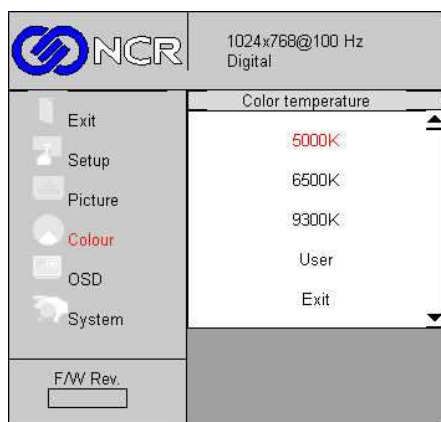 NCR
1024x768@100 Hz
Digital
Exit
Setup
Picture
Colour
OSD
System
F/W Rev.
Color temperature
5000K
6500K
9300K
User
Exit